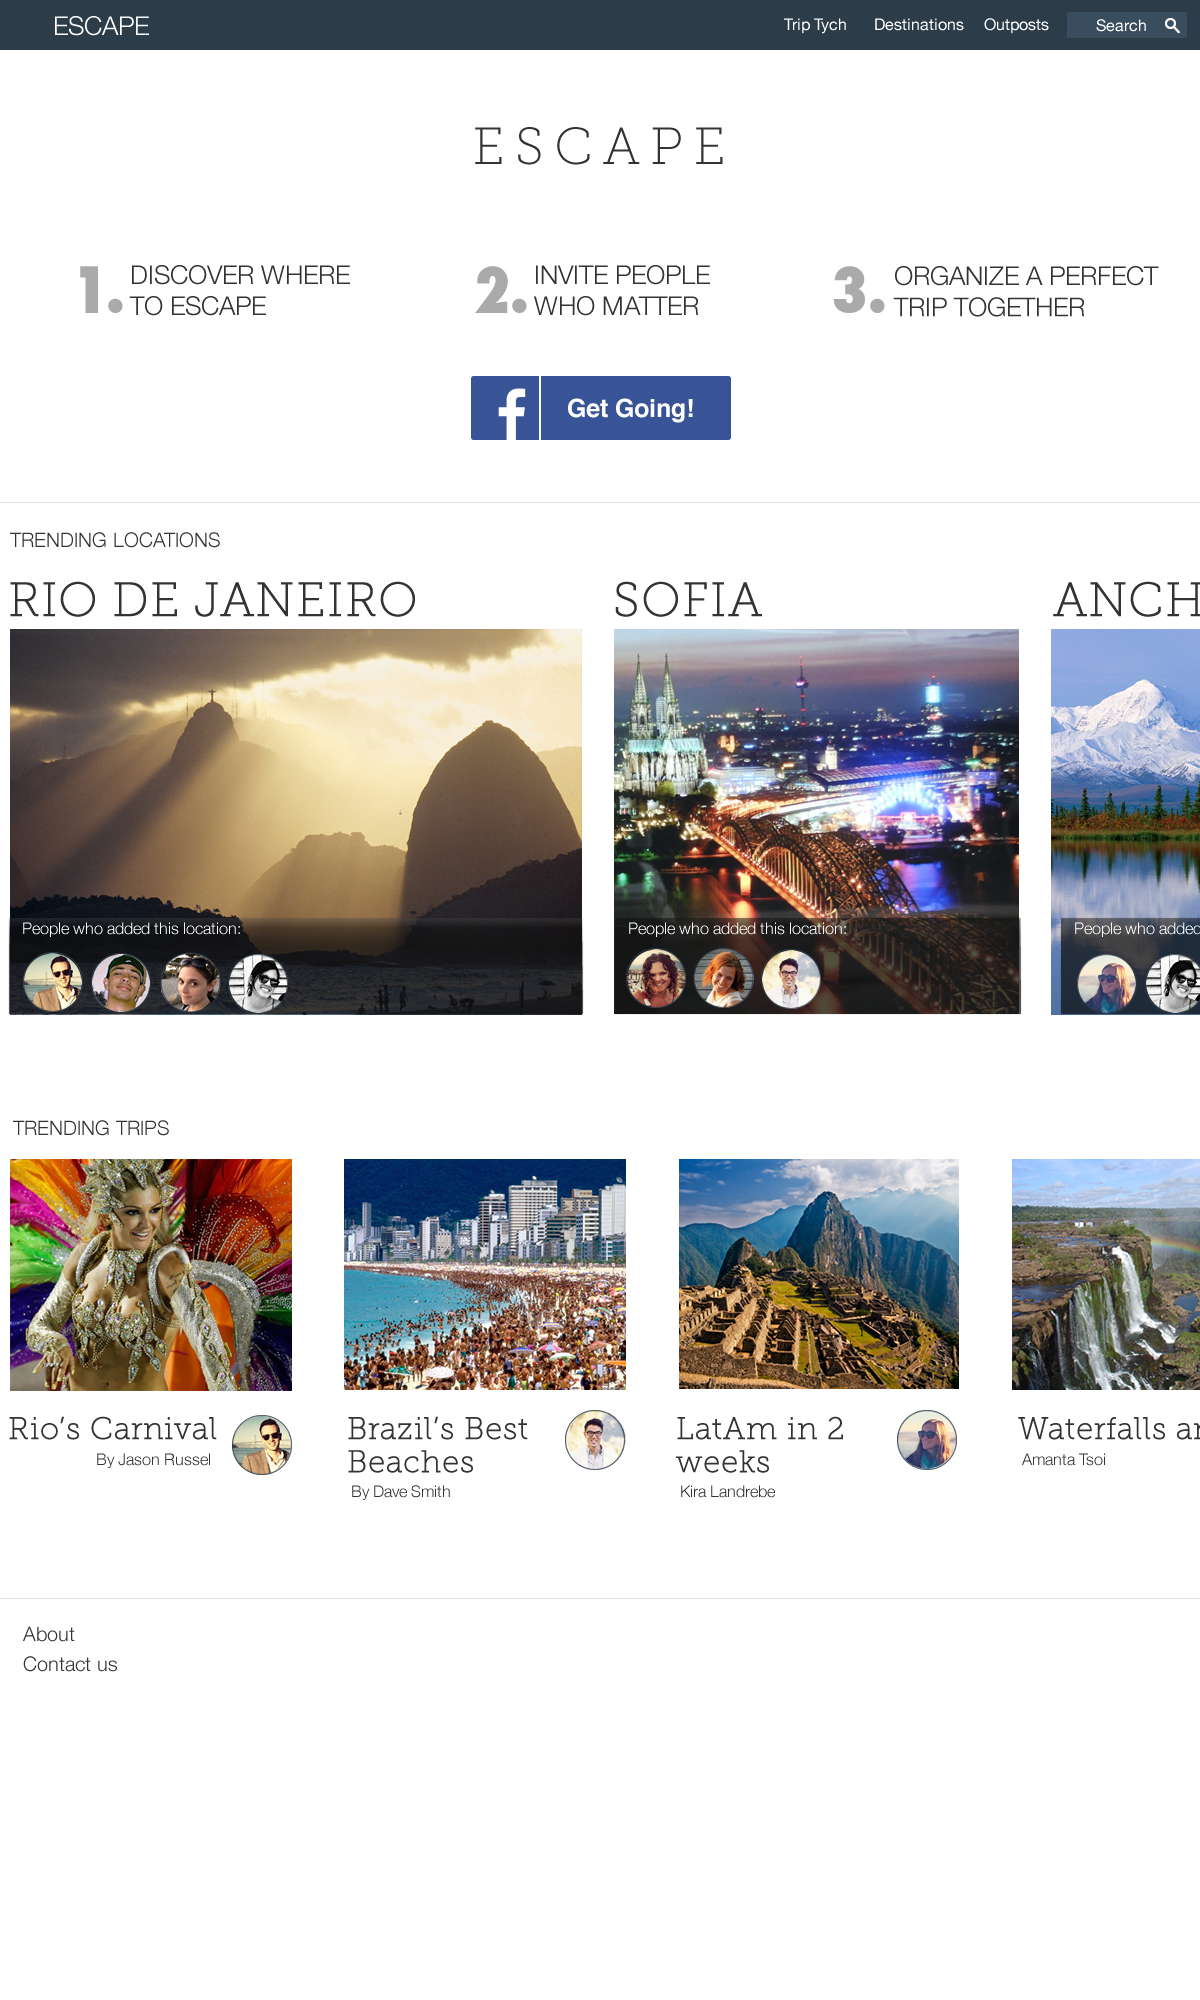 ESCAPE
Trip Tych
Destinations
Outposts
Search
ESCAPE
1. DISCOVER WHERE
TO ESCAPE
2. INVITE PEOPLE
WHO MATTER
3. ORGANIZE A PERFECT
TRIP TOGETHER
f Get Going!
TRENDING LOCATIONS
RIO DE JANEIRO
SOFIA
ANCH
People who added this location:
People who added this location:
People who added
TRENDING TRIPS
Rio's Carnival
By Jason Russel
Brazil's Best
Beaches
By Dave Smith
LatAm in 2
weeks
Kira Landrebe
Waterfalls ar
Amanta Tsoi
About
Contact us